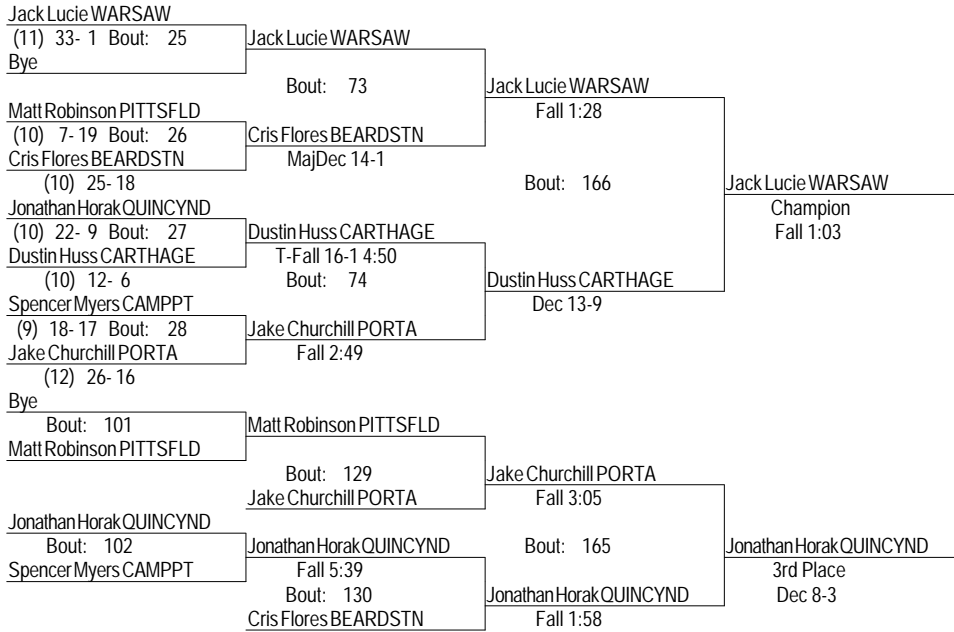 Jack Lucie WARSAW
(11) 33- 1 Bout: 25
Jack Lucie WARSAW
Bye
Bout: 73
Jack Lucie WARSAW
Matt Robinson PITTSFLD
Fall 1:28
(10) 7- 19 Bout: 26
Cris Flores BEARDSTN
Cris Flores BEARDSTN
MajDec 14-1
(10) 25- 18
Bout: 166
Jack Lucie WARSAW
Jonathan Horak QUINCYND
Champion
(10) 22- 9 Bout: 27
Dustin Huss CARTHAGE
Fall 1:03
Dustin Huss CARTHAGE
T-Fall 16-1 4:50
(10) 12- 6
Bout: 74
Dustin Huss CARTHAGE
Spencer Myers CAMPPT
Dec 13-9
(9) 18- 17 Bout: 28
Jake Churchill PORTA
Jake Churchill PORTA
Fall 2:49
(12) 26- 16
Bye
Bout: 101
Matt Robinson PITTSFLD
Matt Robinson PITTSFLD
Bout: 129
Jake Churchill PORTA
Jake Churchill PORTA
Fall 3:05
Jonathan Horak QUINCYND
Bout: 102
Jonathan Horak QUINCYND
Bout: 165
Jonathan Horak QUINCYND
Spencer Myers CAMPPT
Fall 5:39
3rd Place
Bout: 130
Jonathan Horak QUINCYND
Dec 8-3
Cris Flores BEARDSTN
Fall 1:58